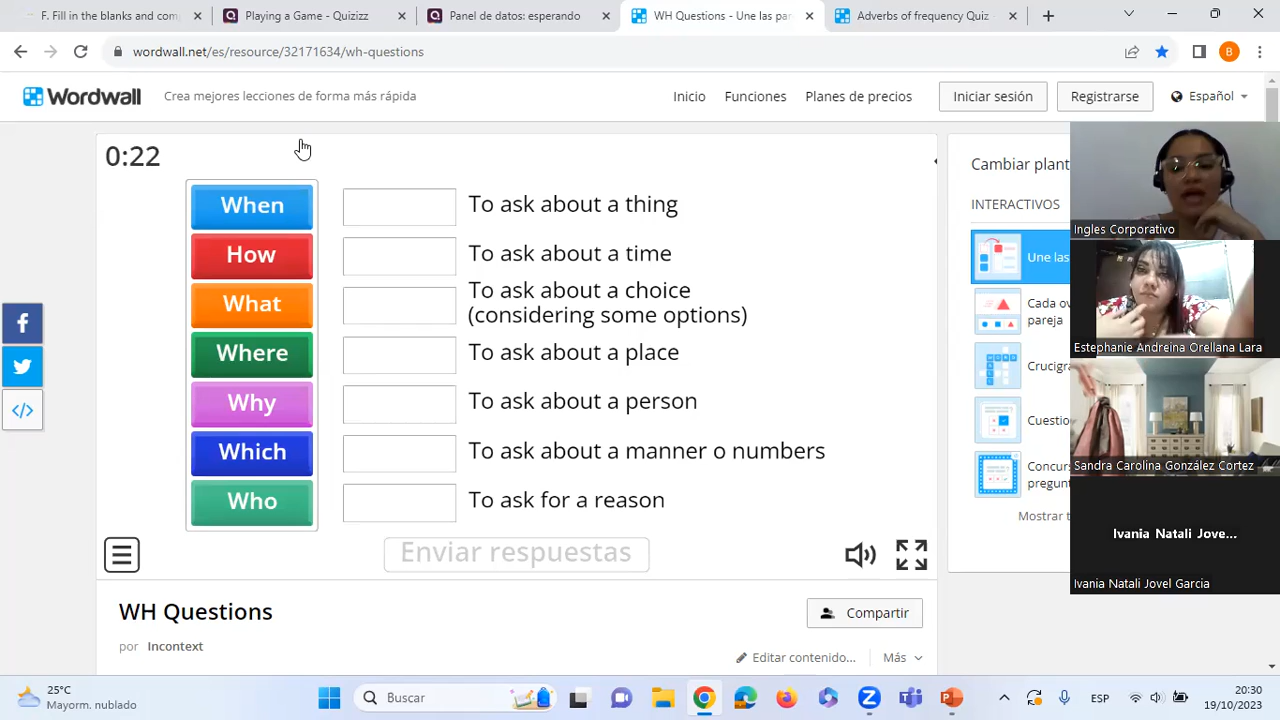 F. Fill in the blanks and com
Playing a Game - Quizizz
Panel de datos: esperando
WH Questions - Une las par
Adverbs of frequency Quiz -
wordwall.net/es/resource/32171634/wh-questions
B
Wordwall
Crea mejores lecciones de forma más rápida
Inicio
Funciones
Planes de precios
Iniciar sesión
Registrarse
Español
0:22
When
To ask about a thing
How
To ask about a time
What
To ask about a choice
(considering some options)
Where
To ask about a place
Why
To ask about a person
Which
To ask about a manner o numbers
Who
To ask for a reason
Enviar respuestas
WH Questions
por Incontext
Compartir
Editar contenido...
Más
Cambiar plant
INTERACTIVOS
Une las
Cada ov
pareja
Crucigra
Cuestio
Concurs
pregunt
Mostrar t
Ingles Corporativo
Estephanie Andreina Orellana Lara
Sandra Carolina González Cortez
Ivania Natali Jove...
Ivania Natali Jovel Garcia
25°C
Mayorm. nublado
Buscar
ESP
20:30
19/10/2023